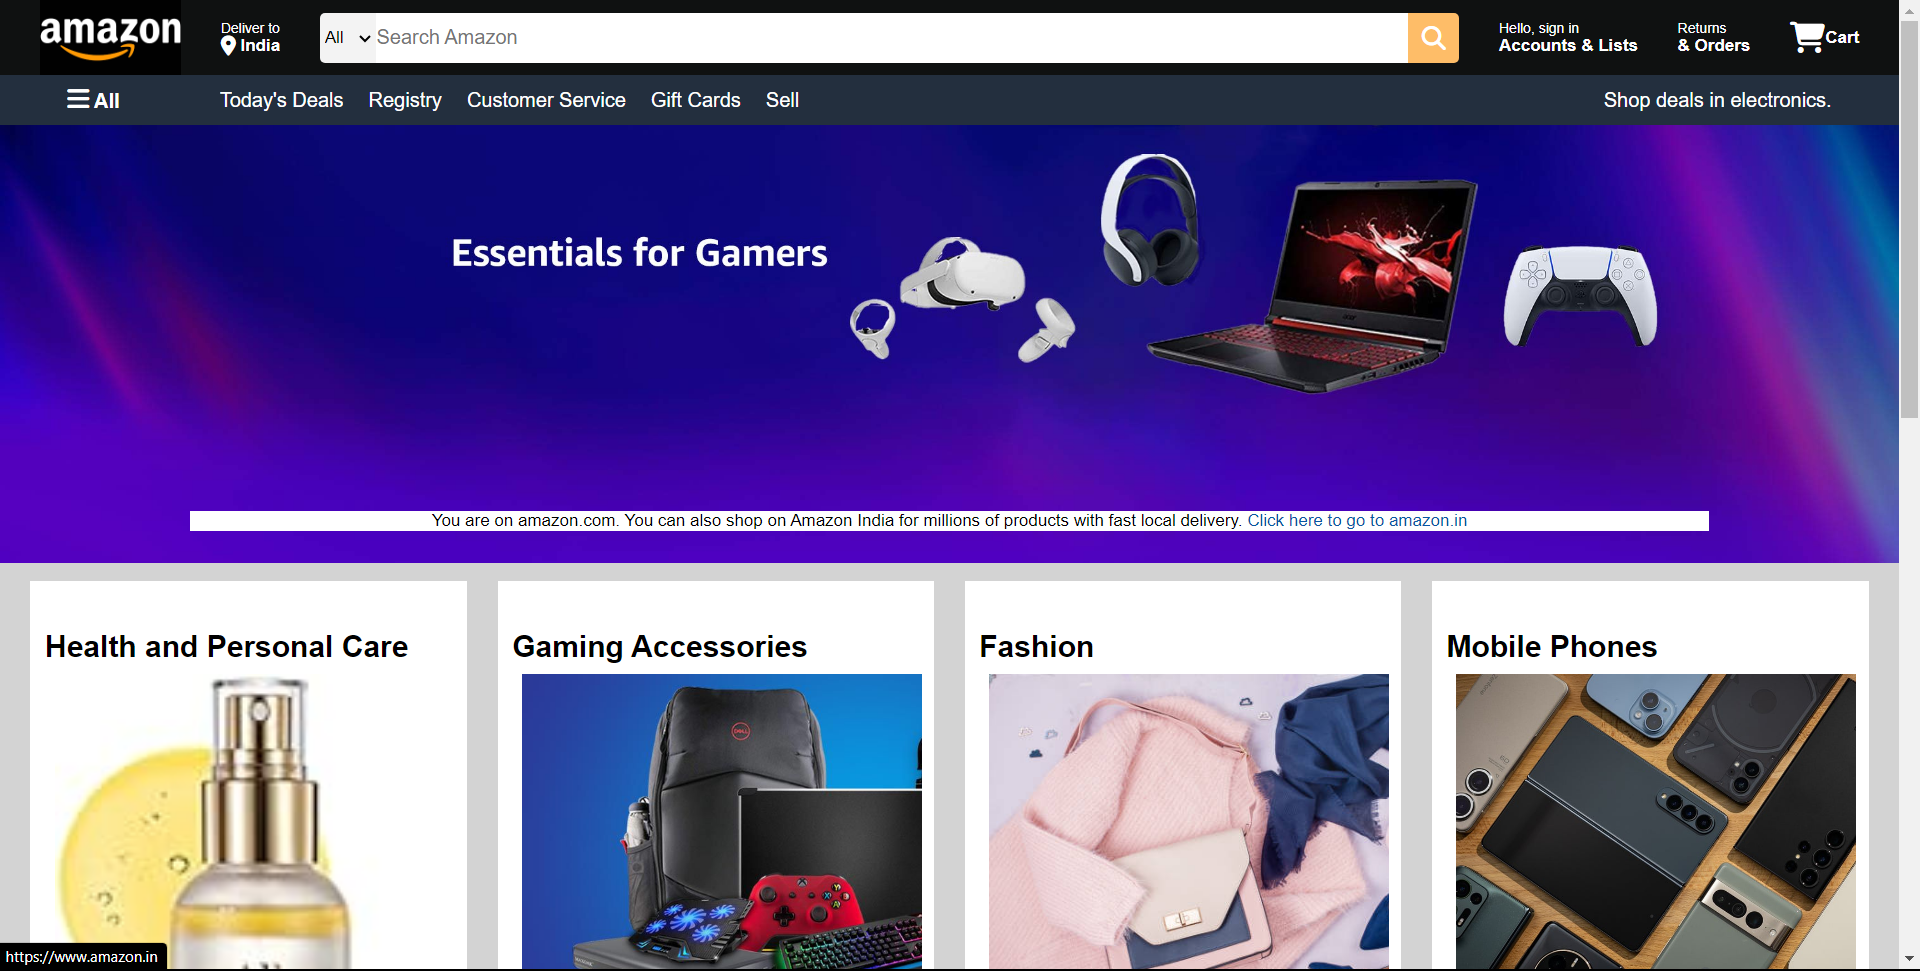 amazon
Deliver to
India
All
Search Amazon
Hello, sign in
Accounts & Lists
Returns
& Orders
Cart
All
Today's Deals
Registry
Customer Service
Gift Cards
Sell
Shop deals in electronics.
Essentials for Gamers
You are on amazon.com. You can also shop on Amazon India for millions of products with fast local delivery. Click here to go to amazon.in
Health and Personal Care
Gaming Accessories
Fashion
Mobile Phones
DELL
https://www.amazon.in